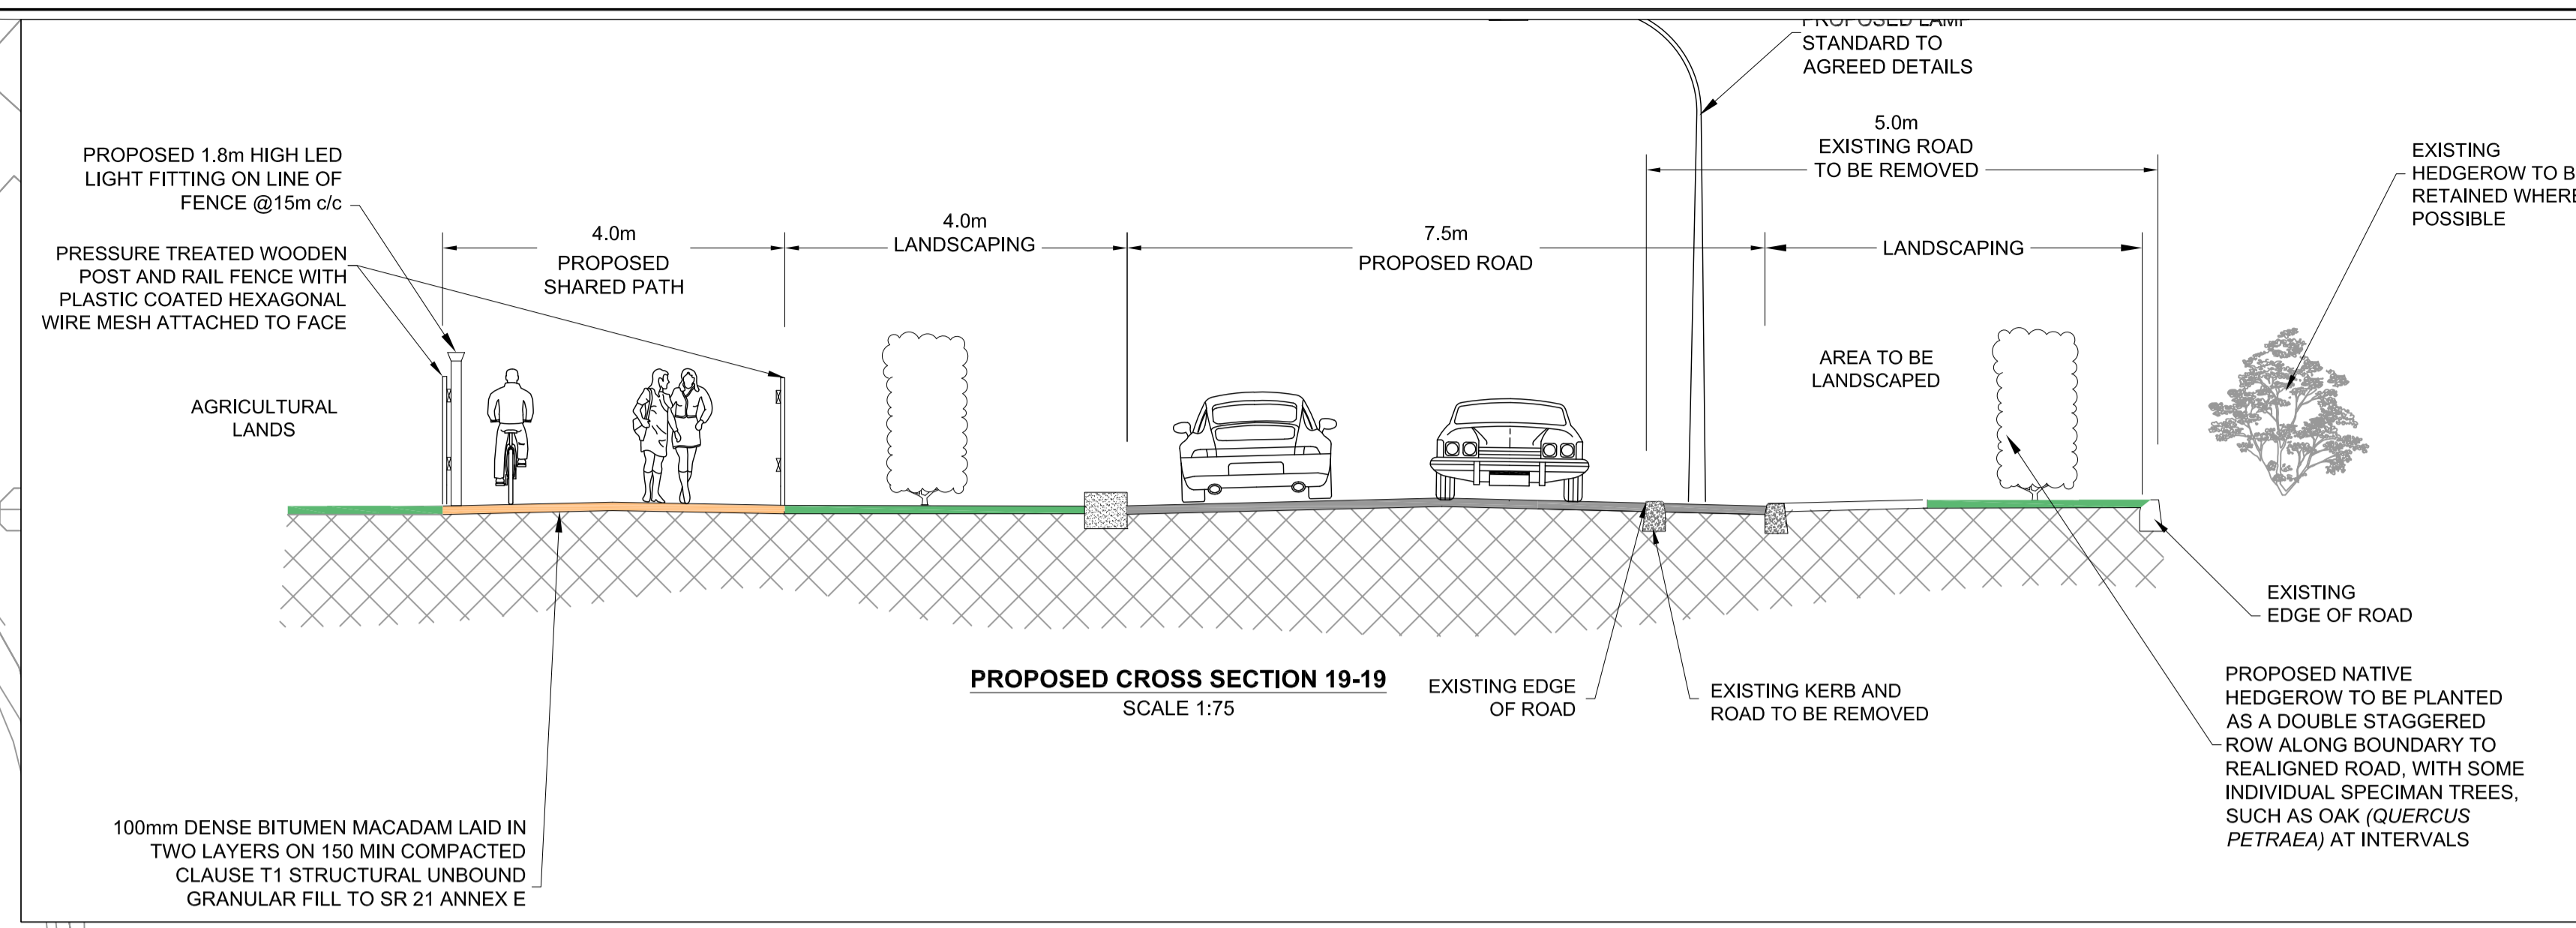 PROPOSED LAMP
STANDARD TO
AGREED DETAILS
5.0m
EXISTING ROAD
TO BE REMOVED
EXISTING
HEDGEROW TO B
RETAINED WHERE
POSSIBLE
PROPOSED 1.8m HIGH LED
LIGHT FITTING ON LINE OF
FENCE @15m c/c
PRESSURE TREATED WOODEN
POST AND RAIL FENCE WITH
PLASTIC COATED HEXAGONAL
WIRE MESH ATTACHED TO FACE
4.0m
PROPOSED
SHARED PATH
4.0m
LANDSCAPING
7.5m
PROPOSED ROAD
LANDSCAPING
AGRICULTURAL
LANDS
AREA TO BE
LANDSCAPED
EXISTING
EDGE OF ROAD
PROPOSED CROSS SECTION 19-19
SCALE 1:75
EXISTING EDGE
OF ROAD
EXISTING KERB AND
ROAD TO BE REMOVED
PROPOSED NATIVE
HEDGEROW TO BE PLANTED
AS A DOUBLE STAGGERED
ROW ALONG BOUNDARY TO
REALIGNED ROAD, WITH SOME
INDIVIDUAL SPECIMAN TREES,
SUCH AS OAK (QUERCUS
PETRAEA) AT INTERVALS
100mm DENSE BITUMEN MACADAM LAID IN
TWO LAYERS ON 150 MIN COMPACTED
CLAUSE T1 STRUCTURAL UNBOUND
GRANULAR FILL TO SR 21 ANNEX E